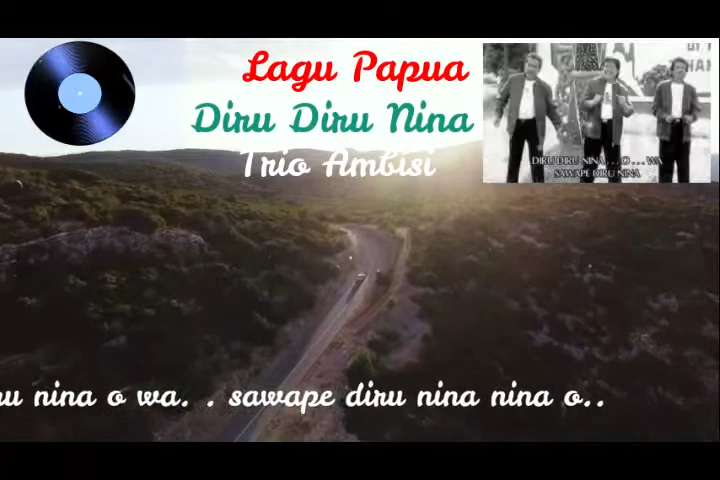 Lagu Papua
Diru Diru Nina
Trio Ambisi
DIRU DIRU NINA . . . O . . . WA
SAWAPE DIRU NINA
ru nina o wa. . sawape diru nina nina o..